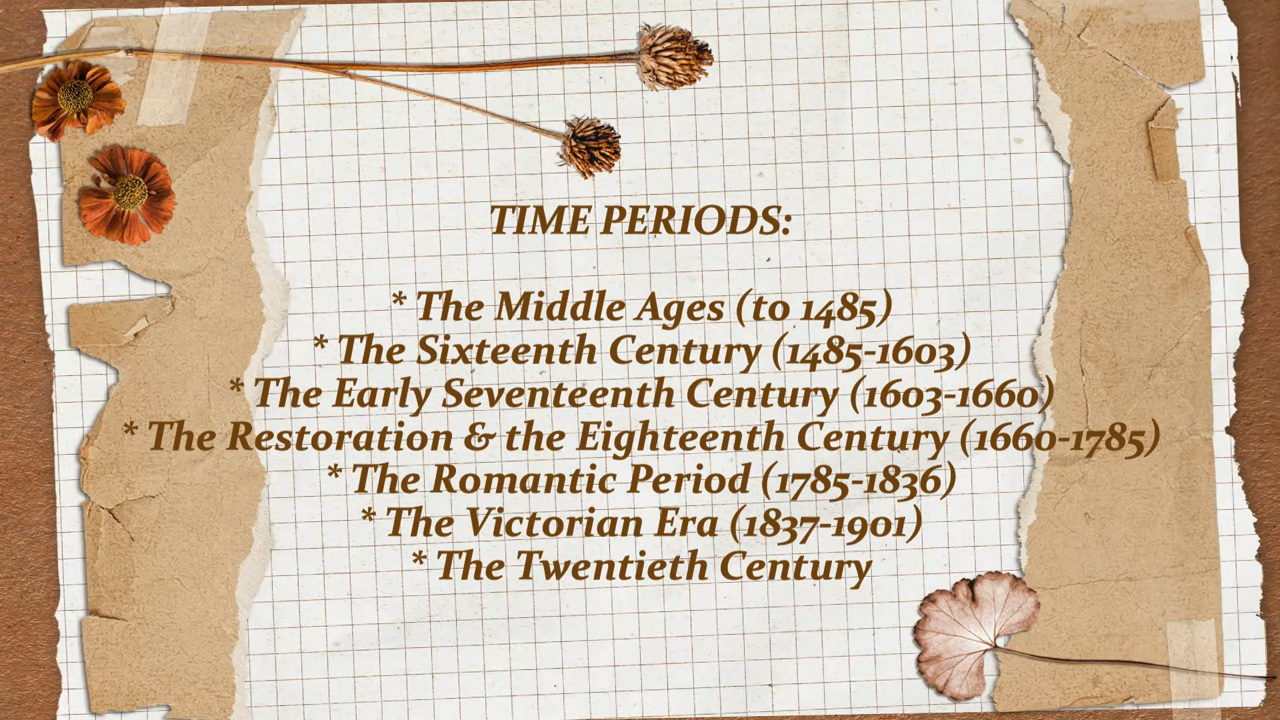 TIME PERIODS:
* The Middle Ages (to 1485)
* The Sixteenth Century (1485-1603)
* The Early Seventeenth Century (1603-1660)
* The Restoration & the Eighteenth Century (1660-1785)
* The Romantic Period (1785-1836)
* The Victorian Era (1837-1901)
* The Twentieth Century